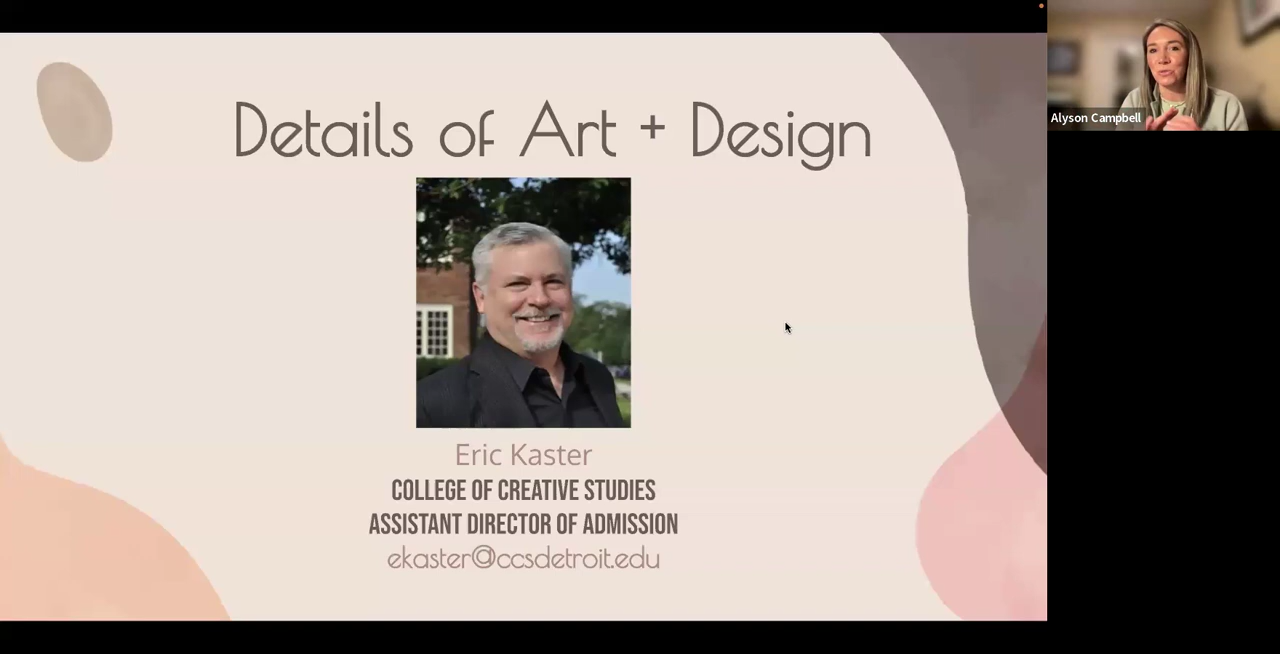 Details of Art + Design
Eric Kaster
COLLEGE OF CREATIVE STUDIES
ASSISTANT DIRECTOR OF ADMISSION
ekaster@ccsdetroit.edu
Alyson Campbell